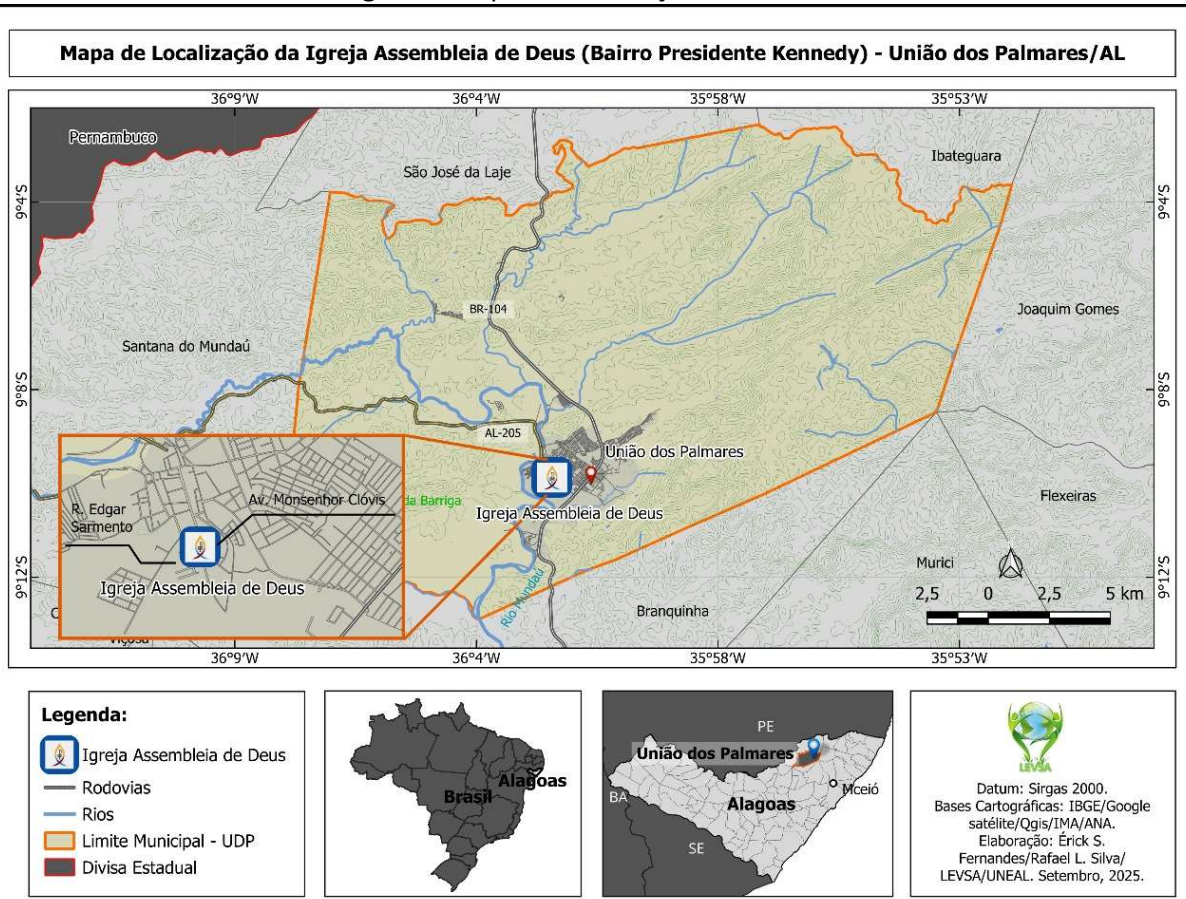 Mapa de Localização da Igreja Assembleia de Deus (Bairro Presidente Kennedy) - União dos Palmares/AL
36°9'W 36°4'W 35°58'W 35°53'W
Pernambuco
São José da Laje
Ibateguara
9°4'S 9°4'S
BR-104
Joaquim Gomes
Santana do Mundaú
9°8'S 9°8'S
AL-205
União dos Palmares
da Barriga
Igreja Assembleia de Deus
Flexeiras
R. Edgar
Sarmento
Av. Monsenhor Clóvis
Igreja Assembleia de Deus
Murici
9°12'S 9°12'S
Rio Mundaú
Branquinha
2,5 0 2,5 5 km
Viçosa
36°9'W 36°4'W 35°58'W 35°53'W
Legenda:
Igreja Assembleia de Deus
Rodovias
Rios
Limite Municipal - UDP
Divisa Estadual
Brasil
Alagoas
PE
União dos Palmares
Mceió
BA
Alagoas
SE
LEVSA
Datum: Sirgas 2000.
Bases Cartográficas: IBGE/Google
satélite/Qgis/IMA/ANA.
Elaboração: Érick S.
Fernandes/Rafael L. Silva/
LEVSA/UNEAL. Setembro, 2025.